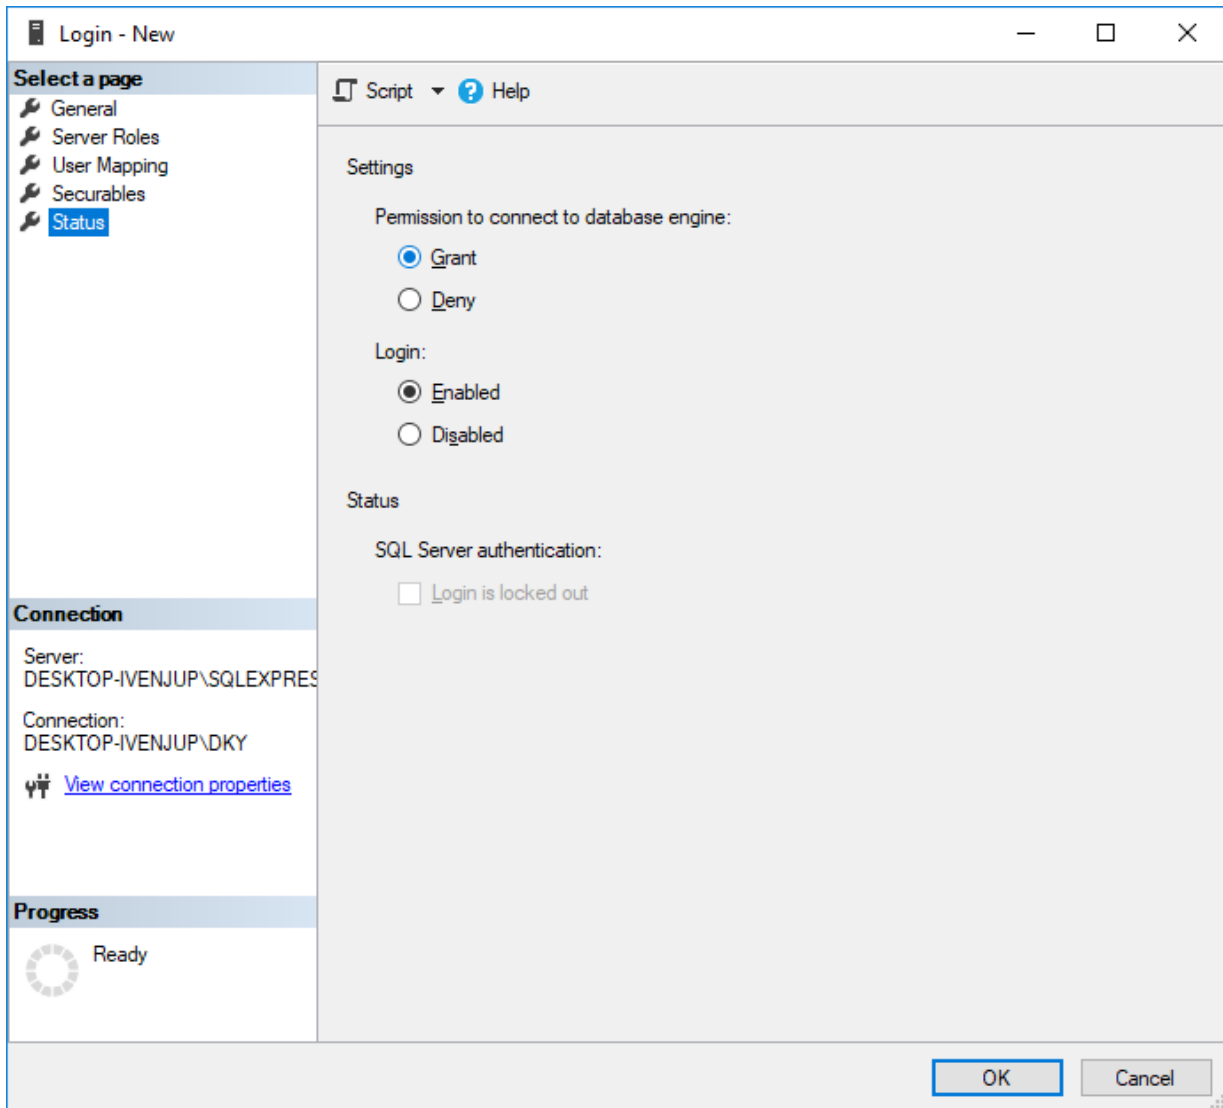 Login - New
Select a page
General
Server Roles
User Mapping
Securables
Status
Script
Help
Settings
Permission to connect to database engine:
Grant
Deny
Login:
Enabled
Disabled
Status
SQL Server authentication:
Login is locked out
Connection
Server:
DESKTOP-IVENJUP\SQLEXPRES
Connection:
DESKTOP-IVENJUP\DKY
View connection properties
Progress
Ready
OK
Cancel